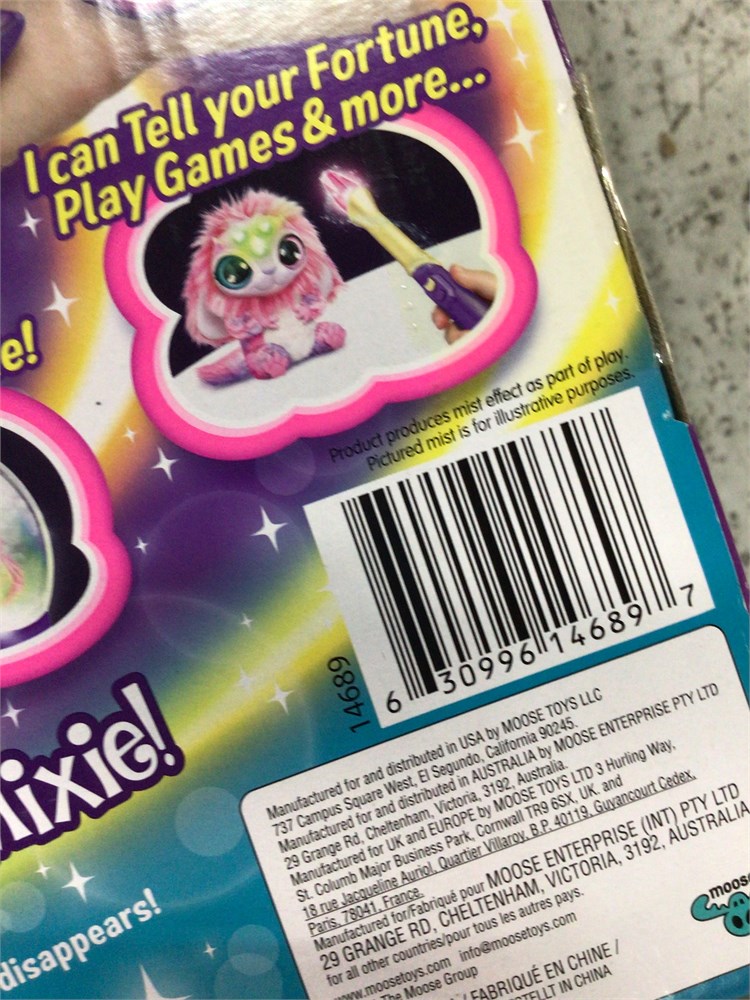 I can Tell your Fortune,
Play Games & more...
e!
Product produces mist effect as part of play.
Pictured mist is for illustrative purposes.
14689
6 30996 14689 7
ixie!
disappears!
Manufactured for and distributed in USA by MOOSE TOYS LLC
737 Campus Square West, El Segundo, California 90245.
Manufactured for and distributed in AUSTRALIA by MOOSE ENTERPRISE PTY LTD
29 Grange Rd, Cheltenham, Victoria, 3192, Australia.
Manufactured for UK and EUROPE by MOOSE TOYS LTD 3 Hurling Way,
St. Columb Major Business Park, Cornwall TR9 6SX, UK. and
18 rue Jacqueline Auriol, Quartier Villaroy, B.P. 40119, Guyancourt Cedex,
Paris, 78041, France.
Manufactured for/Fabriqué pour MOOSE ENTERPRISE (INT) PTY LTD
29 GRANGE RD, CHELTENHAM, VICTORIA, 3192, AUSTRALIA
for all other countries/pour tous les autres pays.
www.moosetoys.com info@moosetoys.com
The Moose Group
/ FABRIQUÉ EN CHINE /
TELLT IN CHINA
moose